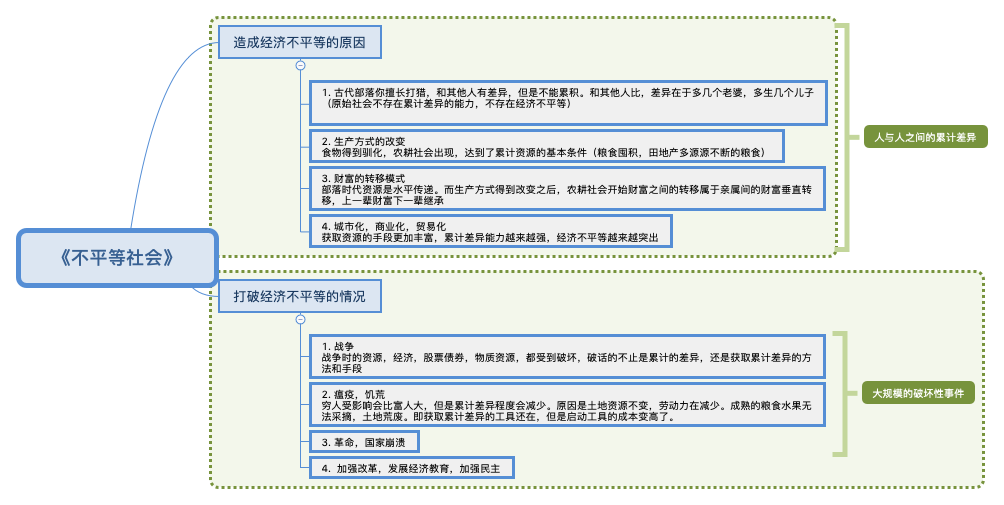 造成经济不平等的原因
1. 古代部落你擅长打猎，和其他人有差异，但是不能累积。和其他人比，差异在于多几个老婆，多生几个儿子
（原始社会不存在累计差异的能力，不存在经济不平等）
2. 生产方式的改变
食物得到驯化，农耕社会出现，达到了累计资源的基本条件（粮食囤积，田地产多源源不断的粮食）
3. 财富的转移模式
部落时代资源是水平传递。而生产方式得到改变之后，农耕社会开始财富之间的转移属于亲属间的财富垂直转
移，上一辈财富下一辈继承
4. 城市化，商业化，贸易化
获取资源的手段更加丰富，累计差异能力越来越强，经济不平等越来越突出
人与人之间的累计差异
《不平等社会》
打破经济不平等的情况
1. 战争
战争时的资源，经济，股票债券，物质资源，都受到破坏，破话的不止是累计的差异，还是获取累计差异的方
法和手段
2. 瘟疫，饥荒
穷人受影响会比富人大，但是累计差异程度会减少。原因是土地资源不变，劳动力在减少。成熟的粮食水果无
法采摘，土地荒废。即获取累计差异的工具还在，但是启动工具的成本变高了。
3. 革命，国家崩溃
4. 加强改革，发展经济教育，加强民主
大规模的破坏性事件